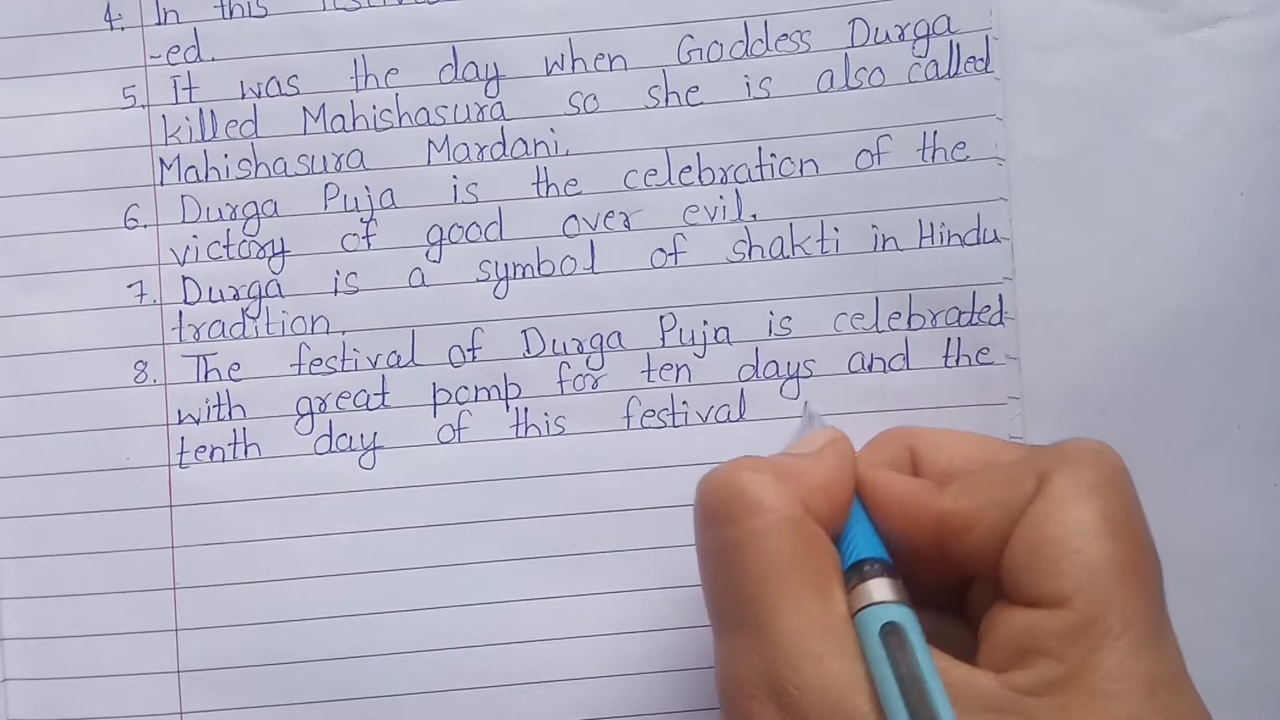 4. In this
-ed.
5. It was the day when Goddess Durga
killed Mahishasura so she is also called
Mahishasura Mardani.
6. Durga Puja is the celebration of the
victory of good over evil.
7. Durga is a symbol of shakti in Hindu
tradition.
8. The festival of Durga Puja is celebrated
with great pomp for ten days and the
tenth day of this festival